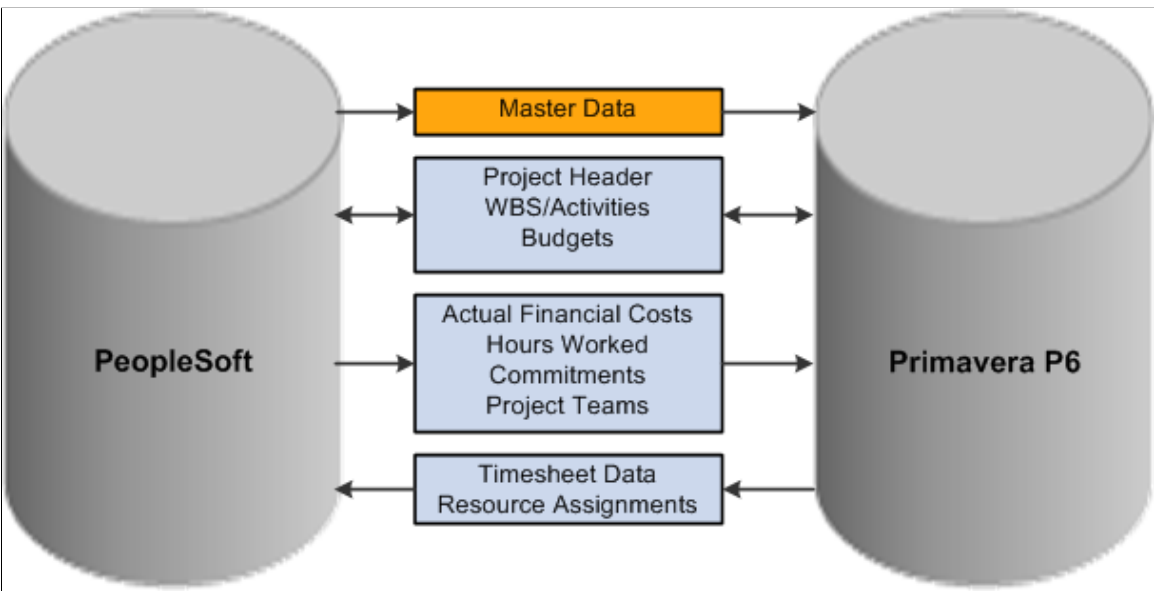 Master Data
Project Header
WBS/Activities
Budgets
Actual Financial Costs
Hours Worked
Commitments
Project Teams
PeopleSoft
Primavera P6
Timesheet Data
Resource Assignments